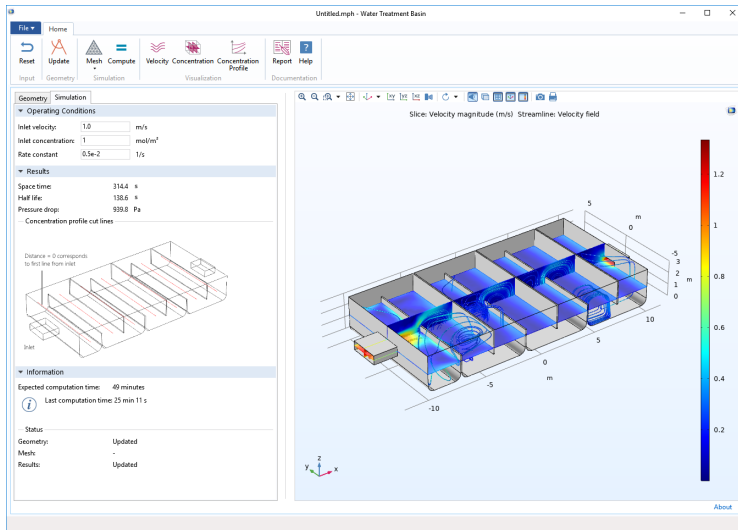 Untitled.mph - Water Treatment Basin
File Home
Reset Update Mesh Compute Velocity Concentration Concentration Profile Report Help
Input Geometry Simulation Visualization Documentation
Geometry Simulation
Operating Conditions
Inlet velocity: 1.0 m/s
Inlet concentration: 1 mol/m³
Rate constant 0.5e-2 1/s
Results
Space time: 314.4 s
Half life: 138.6 s
Pressure drop: 939.8 Pa
Concentration profile cut lines
Distance = 0 corresponds
to first line from inlet
Inlet
Information
Expected computation time: 49 minutes
Last computation time: 25 min 11 s
Status
Geometry: Updated
Mesh: -
Results: Updated
xy yz xz
Slice: Velocity magnitude (m/s) Streamline: Velocity field
5
m
0
-5
3
2
1
0
m
10
5
0
m
-5
-10
z
y
x
1.2
1
0.8
0.6
0.4
0.2
About